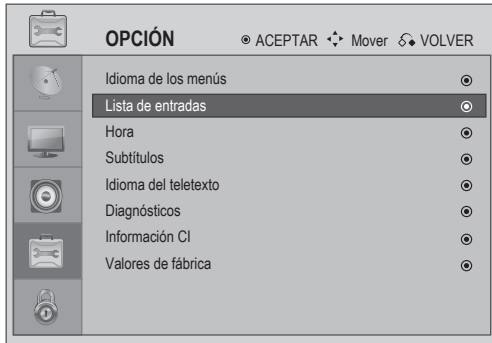 OPCIÓN ACEPTAR Mover VOLVER
Idioma de los menús
Lista de entradas
Hora
Subtítulos
Idioma del teletexto
Diagnósticos
Información CI
Valores de fábrica